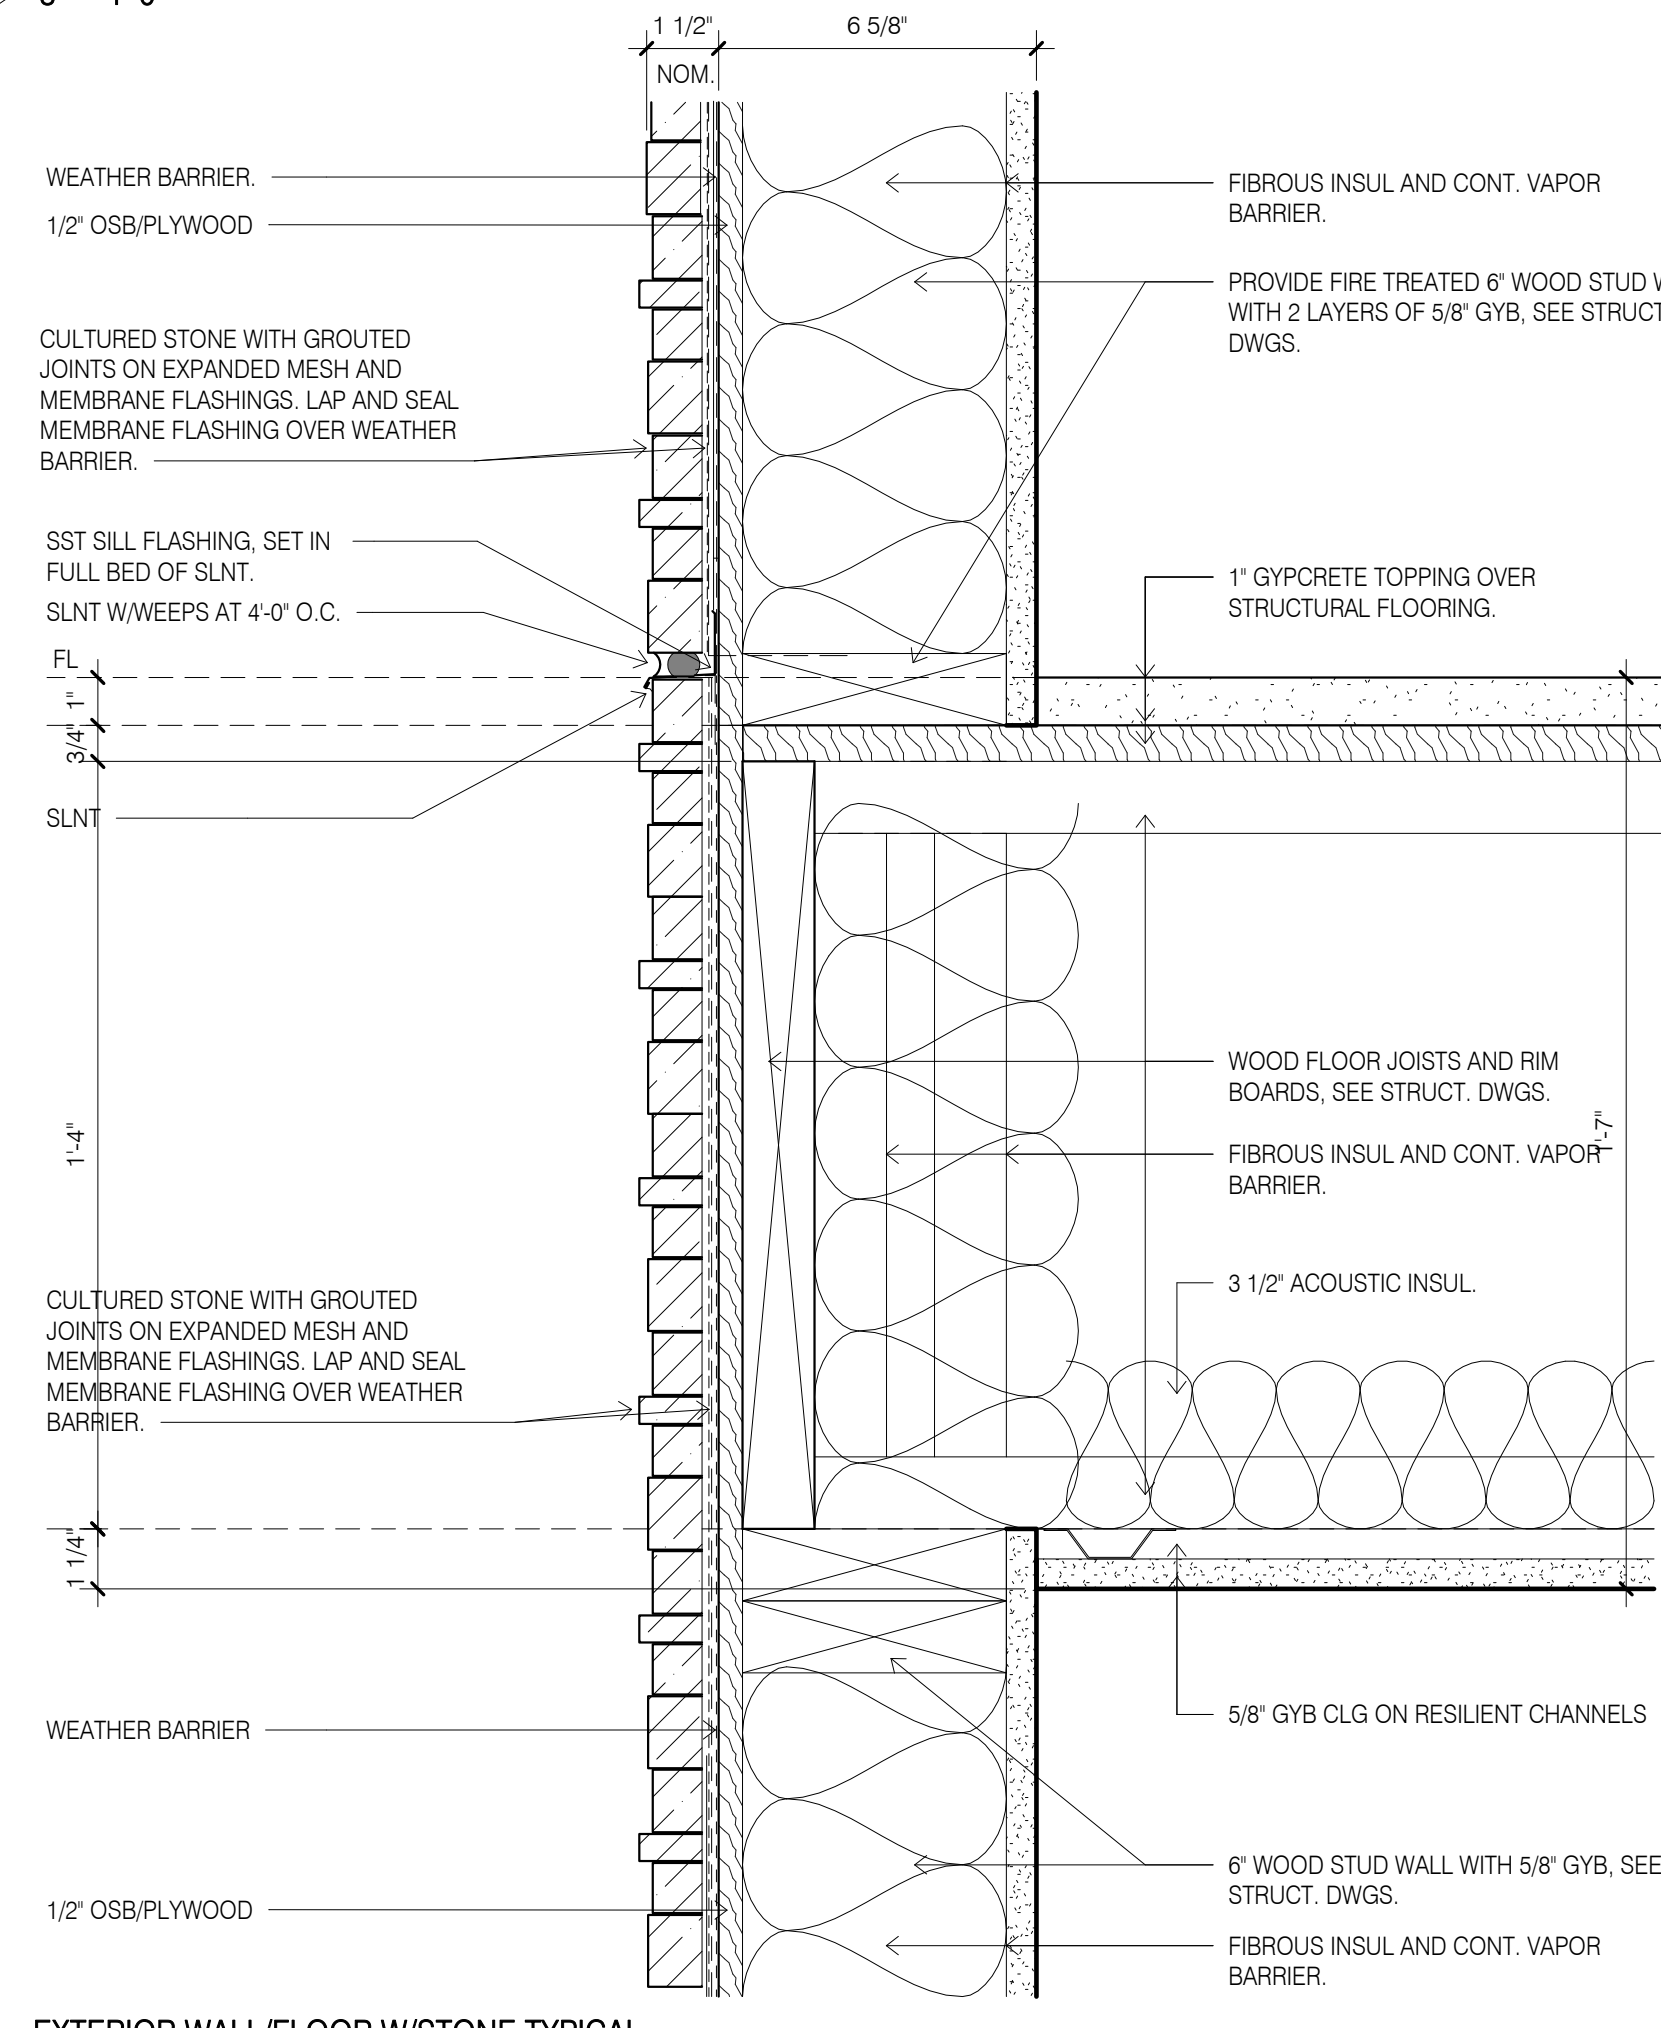 1 1/2"
6 5/8"
NOM.
WEATHER BARRIER.
1/2" OSB/PLYWOOD
CULTURED STONE WITH GROUTED
JOINTS ON EXPANDED MESH AND
MEMBRANE FLASHINGS. LAP AND SEAL
MEMBRANE FLASHING OVER WEATHER
BARRIER.
SST SILL FLASHING, SET IN
FULL BED OF SLNT.
SLNT W/WEEPS AT 4'-0" O.C.
FL
1"
3/4"
SLNT
1'-4"
CULTURED STONE WITH GROUTED
JOINTS ON EXPANDED MESH AND
MEMBRANE FLASHINGS. LAP AND SEAL
MEMBRANE FLASHING OVER WEATHER
BARRIER.
1 1/4"
WEATHER BARRIER
1/2" OSB/PLYWOOD
FIBROUS INSUL AND CONT. VAPOR
BARRIER.
PROVIDE FIRE TREATED 6" WOOD STUD
WITH 2 LAYERS OF 5/8" GYB, SEE STRUCT
DWGS.
1" GYPCRETE TOPPING OVER
STRUCTURAL FLOORING.
WOOD FLOOR JOISTS AND RIM
BOARDS, SEE STRUCT. DWGS.
1'-7"
FIBROUS INSUL AND CONT. VAPOR
BARRIER.
3 1/2" ACOUSTIC INSUL.
5/8" GYB CLG ON RESILIENT CHANNELS
6" WOOD STUD WALL WITH 5/8" GYB, SEE
STRUCT. DWGS.
FIBROUS INSUL AND CONT. VAPOR
BARRIER.
EXTERIOR WALL/FLOOR W/STONE TYPICAL